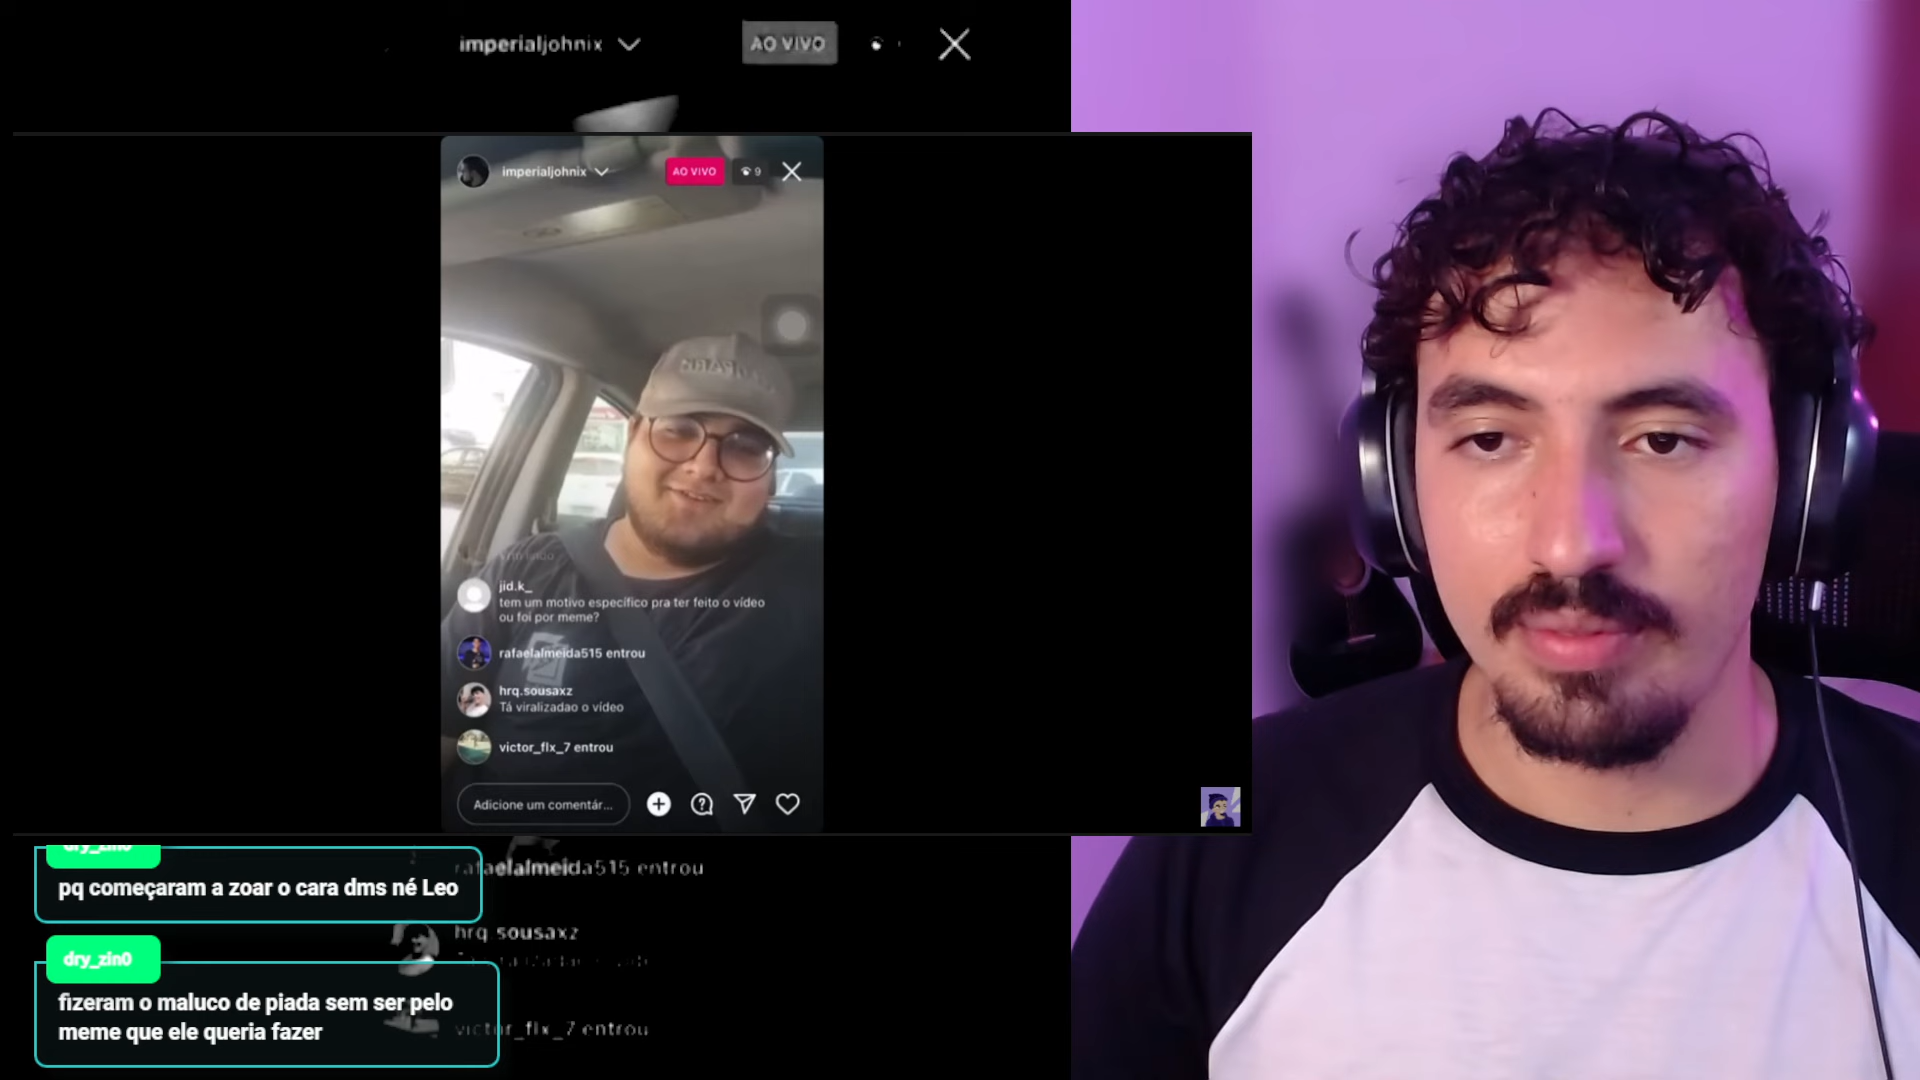 imperialjohnix
AO VIVO
imperialjohnix
AO VIVO
9
lindo
jid.k_
tem um motivo específico pra ter feito o vídeo
ou foi por meme?
rafaelalmeida515 entrou
hrq.sousaxz
Tá viralizadao o vídeo
victor_flx_7 entrou
Adicione um comentár...
rafaelalmeida515 entrou
hrq.sousaxz
victor_flx_7 entrou
dry_zin0
pq começaram a zoar o cara dms né Leo
dry_zin0
fizeram o maluco de piada sem ser pelo
meme que ele queria fazer